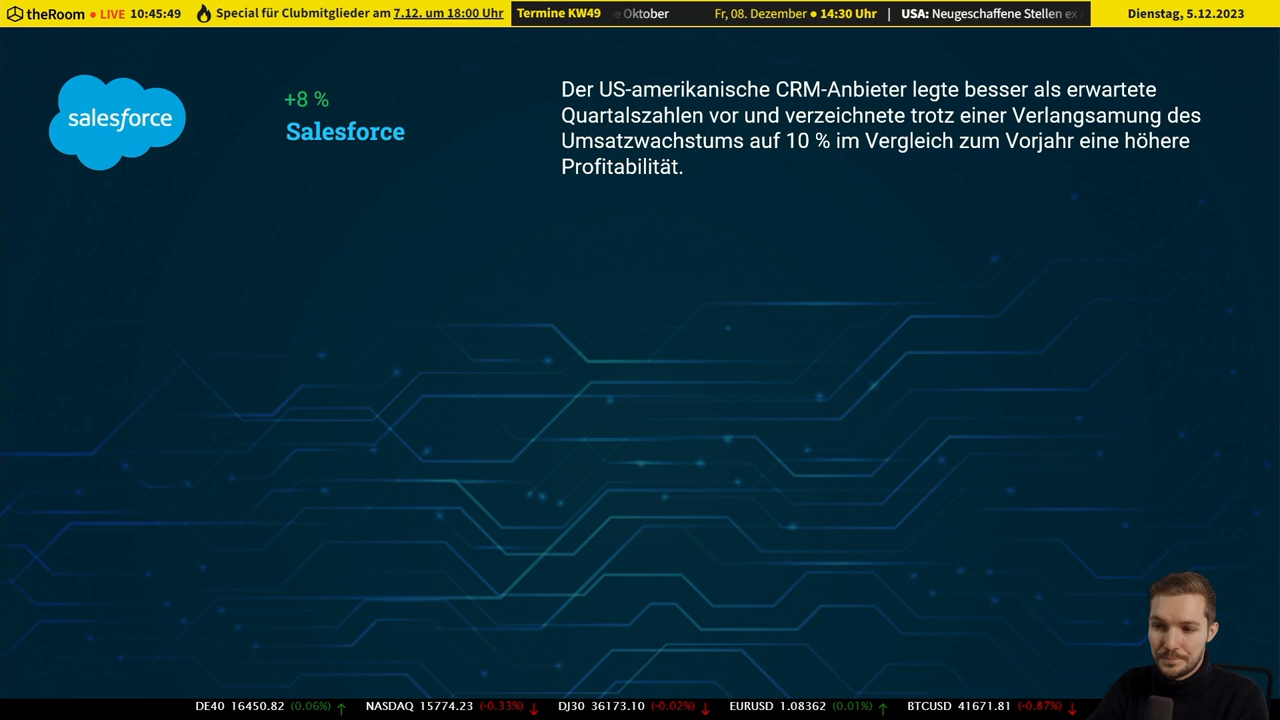 theRoom ● LIVE 10:45:49
Special für Clubmitglieder am 7.12. um 18:00 Uhr
Termine KW49
Oktober Fr, 08. Dezember ● 14:30 Uhr | USA: Neugeschaffene Stellen ex
Dienstag, 5.12.2023
salesforce
+8 %
Salesforce
Der US-amerikanische CRM-Anbieter legte besser als erwartete
Quartalszahlen vor und verzeichnete trotz einer Verlangsamung des
Umsatzwachstums auf 10 % im Vergleich zum Vorjahr eine höhere
Profitabilität.
DE40 16450.82 (0.06%) ↑ NASDAQ 15774.23 (-0.33%) ↓ DJ30 36173.10 (-0.02%) ↓ EURUSD 1.08362 (0.01%) ↑ BTCUSD 41671.81 (-0.87%) ↓